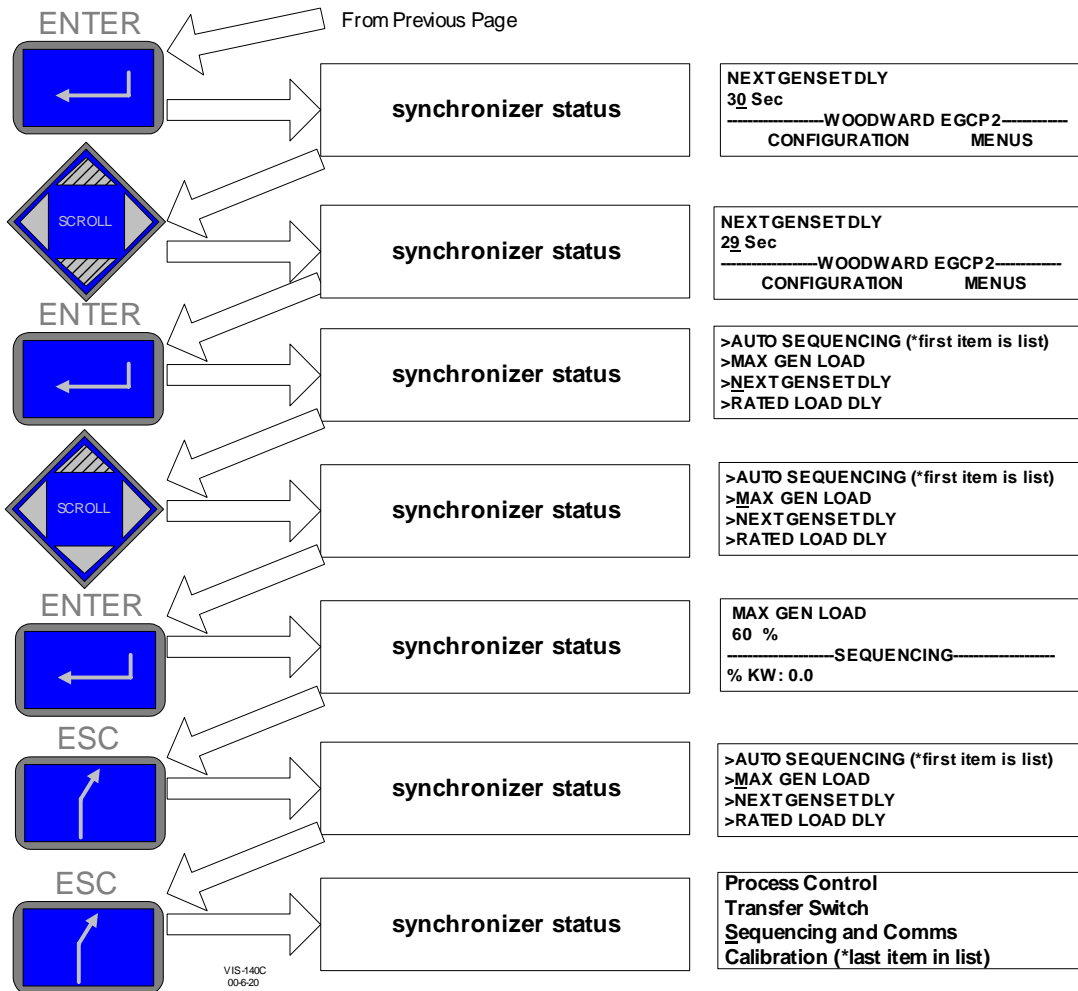 ENTER
From Previous Page
synchronizer status
NEXTGENSETDLY
30 Sec
-------------------WOODWARD EGCP2-------------
CONFIGURATION MENUS
SCROLL
synchronizer status
NEXTGENSETDLY
29 Sec
-------------------WOODWARD EGCP2-------------
CONFIGURATION MENUS
ENTER
synchronizer status
>AUTO SEQUENCING (*first item is list)
>MAX GEN LOAD
>NEXTGENSETDLY
>RATED LOAD DLY
SCROLL
synchronizer status
>AUTO SEQUENCING (*first item is list)
>MAX GEN LOAD
>NEXTGENSETDLY
>RATED LOAD DLY
ENTER
synchronizer status
MAX GEN LOAD
60 %
---------------------SEQUENCING--------------------
% KW: 0.0
ESC
synchronizer status
>AUTO SEQUENCING (*first item is list)
>MAX GEN LOAD
>NEXTGENSETDLY
>RATED LOAD DLY
ESC
synchronizer status
Process Control
Transfer Switch
Sequencing and Comms
Calibration (*last item in list)
VIS-140C
00-6-20